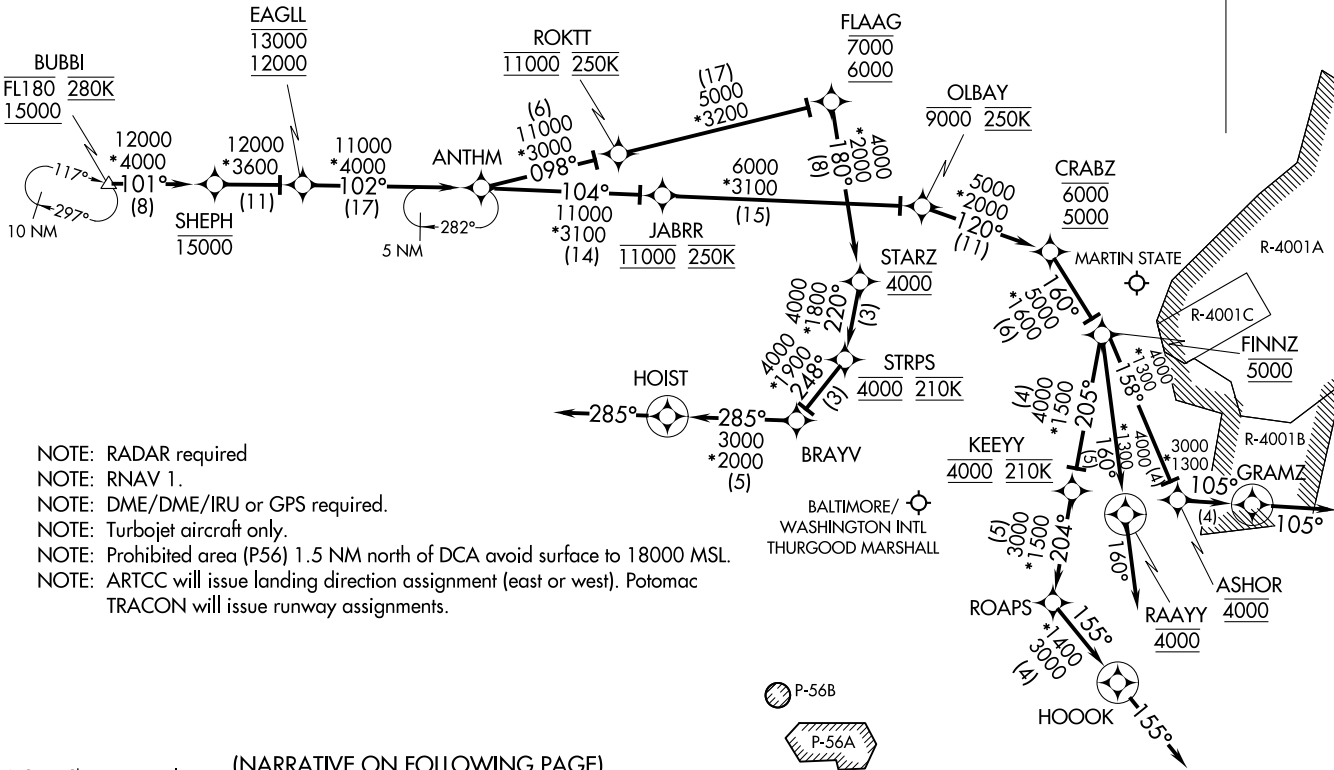 EAGLL
13000
12000
BUBBI
FL180 280K
15000
ROKTT
11000 250K
FLAAG
7000
6000
OLBAY
9000 250K
CRABZ
6000
5000
12000
*4000
101°
(8)
117°
297°
10 NM
SHEPH
15000
12000
*3600
(11)
11000
*4000
102°
(17)
ANTHM
282°
5 NM
(6)
11000
*3000
098°
(17)
5000
*3200
104°
11000
*3100
(14)
JABRR
11000 250K
6000
*3100
(15)
4000
*2000
180°
(8)
5000
*2000
120°
(11)
MARTIN STATE
R-4001A
R-4001C
R-4001B
160°
5000
*1600
(6)
FINNZ
5000
STARZ
4000
4000
*1800
220°
(3)
STRPS
4000 210K
4000
*1900
248°
(3)
BRAYV
HOIST
285°
285°
3000
*2000
(5)
(4)
4000
*1500
205°
KEEYY
4000 210K
(5)
4000
*1300
160°
160°
RAAYY
4000
4000
*1300
158°
(4)
ASHOR
4000
3000
*1300
105°
(4)
GRAMZ
105°
(5)
3000
*1500
204°
ROAPS
155°
*1400
3000
(4)
HOOOK
155°
BALTIMORE/
WASHINGTON INTL
THURGOOD MARSHALL
NOTE: RADAR required
NOTE: RNAV 1.
NOTE: DME/DME/IRU or GPS required.
NOTE: Turbojet aircraft only.
NOTE: Prohibited area (P56) 1.5 NM north of DCA avoid surface to 18000 MSL.
NOTE: ARTCC will issue landing direction assignment (east or west). Potomac
TRACON will issue runway assignments.
P-56B
P-56A
(NARRATIVE ON FOLLOWING PAGE)